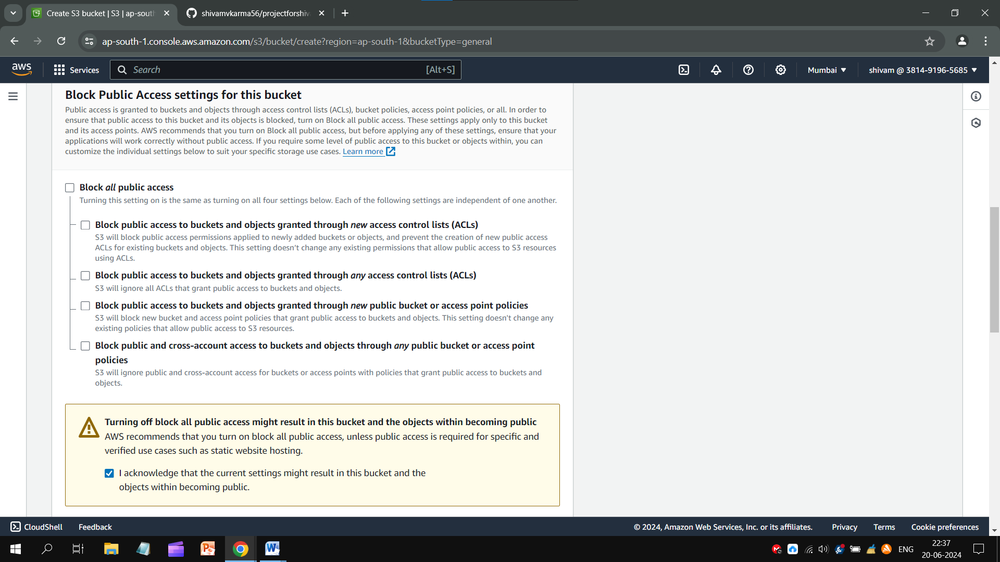 Create S3 bucket | S3 | ap-south
shivamvkarma56/projectforshiv
ap-south-1.console.aws.amazon.com/s3/bucket/create?region=ap-south-1&bucketType=general
aws
Services
Search
[Alt+S]
Mumbai
shivam @ 3814-9196-5685
Block Public Access settings for this bucket
Public access is granted to buckets and objects through access control lists (ACLs), bucket policies, access point policies, or all. In order to
ensure that public access to this bucket and its objects is blocked, turn on Block all public access. These settings apply only to this bucket
and its access points. AWS recommends that you turn on Block all public access, but before applying any of these settings, ensure that your
applications will work correctly without public access. If you require some level of public access to this bucket or objects within, you can
customize the individual settings below to suit your specific storage use cases. Learn more
Block all public access
Turning this setting on is the same as turning on all four settings below. Each of the following settings are independent of one another.
Block public access to buckets and objects granted through new access control lists (ACLs)
S3 will block public access permissions applied to newly added buckets or objects, and prevent the creation of new public access
ACLs for existing buckets and objects. This setting doesn't change any existing permissions that allow public access to S3 resources
using ACLs.
Block public access to buckets and objects granted through any access control lists (ACLs)
S3 will ignore all ACLs that grant public access to buckets and objects.
Block public access to buckets and objects granted through new public bucket or access point policies
S3 will block new bucket and access point policies that grant public access to buckets and objects. This setting doesn't change any
existing policies that allow public access to S3 resources.
Block public and cross-account access to buckets and objects through any public bucket or access point
policies
S3 will ignore public and cross-account access for buckets or access points with policies that grant public access to buckets and
objects.
Turning off block all public access might result in this bucket and the objects within becoming public
AWS recommends that you turn on block all public access, unless public access is required for specific and
verified use cases such as static website hosting.
I acknowledge that the current settings might result in this bucket and the
objects within becoming public.
CloudShell
Feedback
© 2024, Amazon Web Services, Inc. or its affiliates.
Privacy
Terms
Cookie preferences
ENG
22:37
20-06-2024